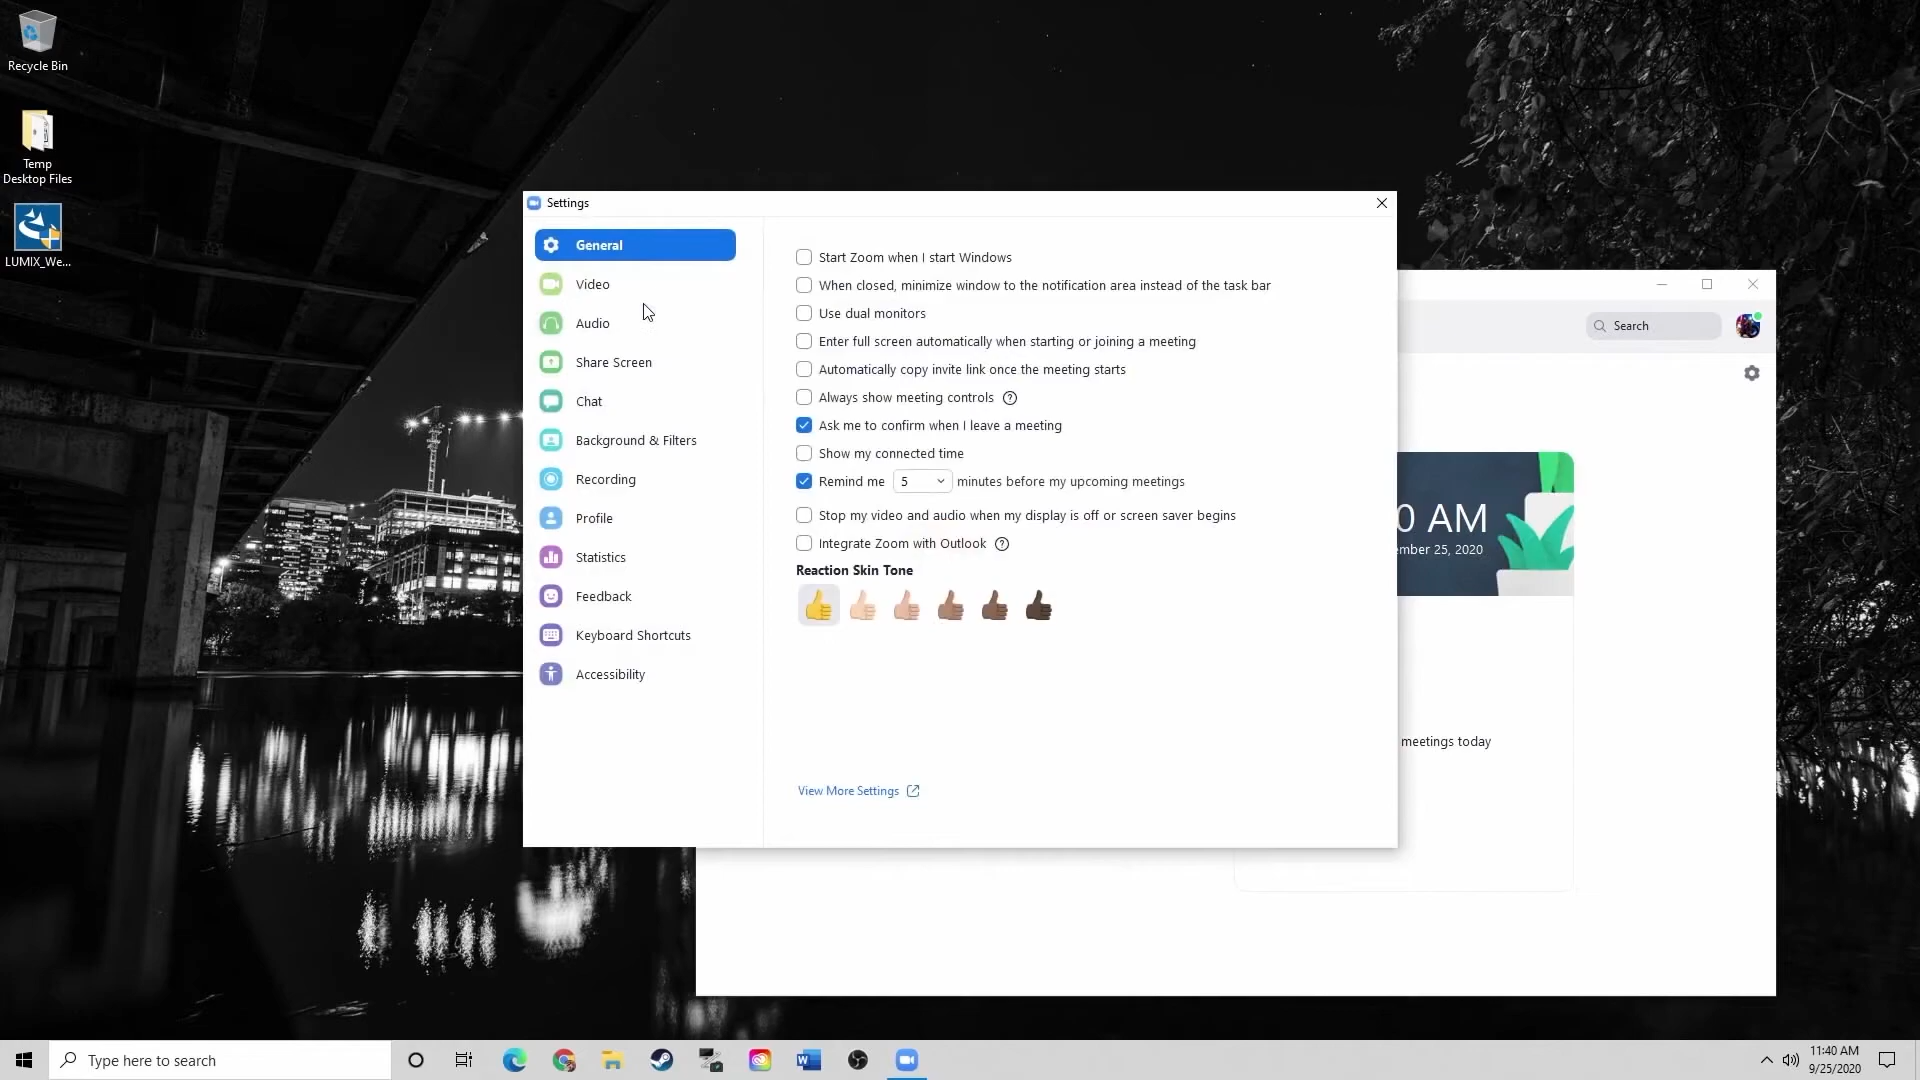 Recycle Bin
Temp
Desktop Files
LUMIX_We...
Settings
General
Video
Audio
Share Screen
Chat
Background & Filters
Recording
Profile
Statistics
Feedback
Keyboard Shortcuts
Accessibility
Start Zoom when I start Windows
When closed, minimize window to the notification area instead of the task bar
Use dual monitors
Enter full screen automatically when starting or joining a meeting
Automatically copy invite link once the meeting starts
Always show meeting controls
Ask me to confirm when I leave a meeting
Show my connected time
Remind me 5 minutes before my upcoming meetings
Stop my video and audio when my display is off or screen saver begins
Integrate Zoom with Outlook
Reaction Skin Tone
View More Settings
Search
0 AM
ember 25, 2020
meetings today
Type here to search
11:40 AM
9/25/2020